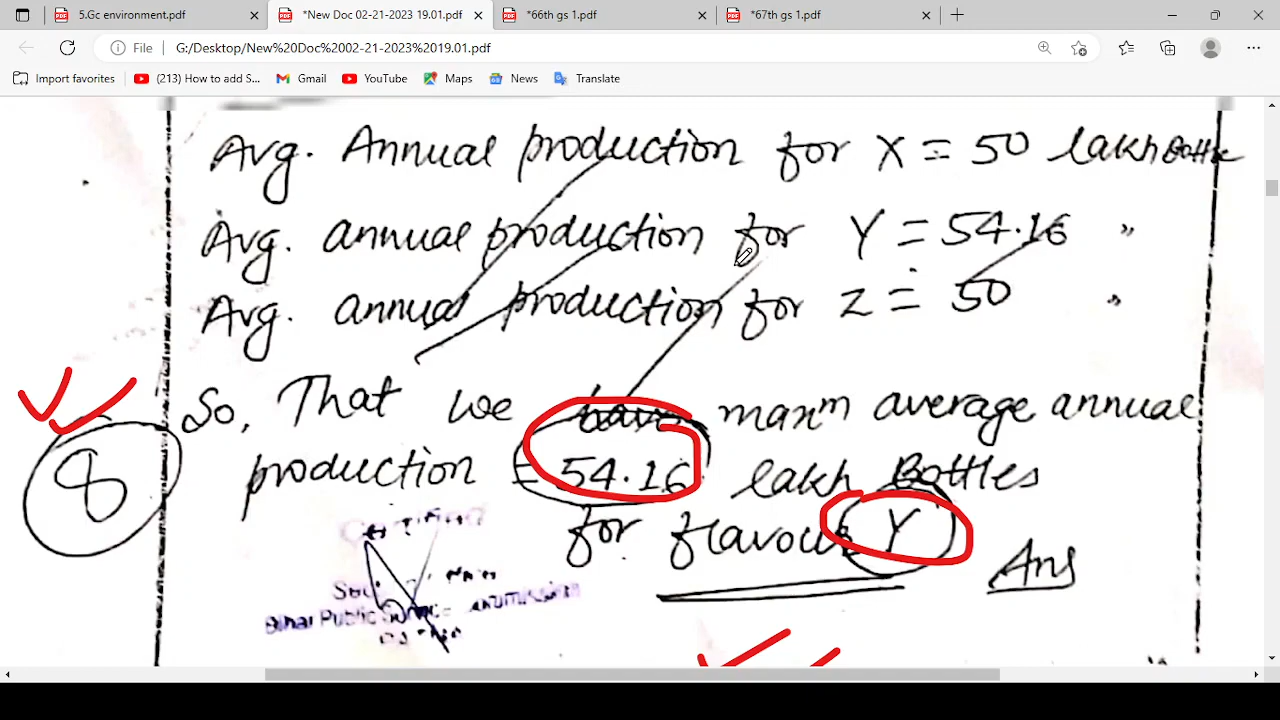 5.Gc environment.pdf
*New Doc 02-21-2023 19.01.pdf
*66th gs 1.pdf
*67th gs 1.pdf
File
G:/Desktop/New%20Doc%2002-21-2023%2019.01.pdf
Import favorites
(213) How to add S...
Gmail
YouTube
Maps
News
Translate
Avg. Annual production for X = 50 lakh Bottle
Avg. annual production for Y = 54.16 "
Avg. annual production for Z = 50 "
So, That we have maxm average annual
production = 54.16 lakh Bottles
for flavour Y
Ans
8
Bihar Public